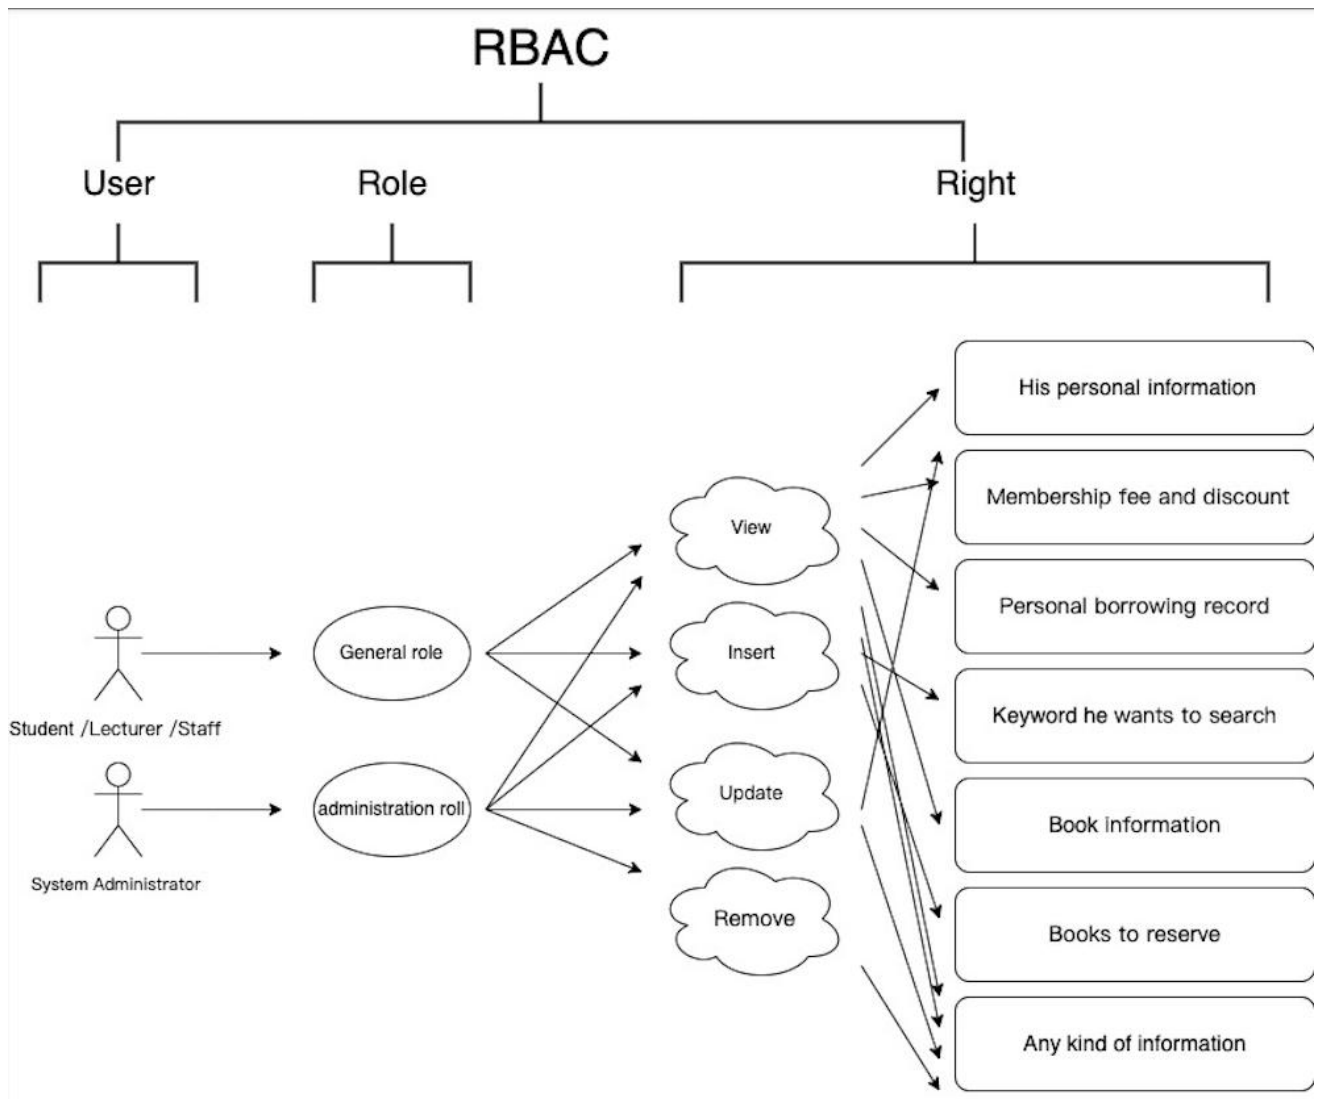 RBAC
User
Role
Right
His personal information
Membership fee and discount
View
Personal borrowing record
General role
Insert
Student /Lecturer /Staff
Keyword he wants to search
administration roll
Update
Book information
System Administrator
Remove
Books to reserve
Any kind of information